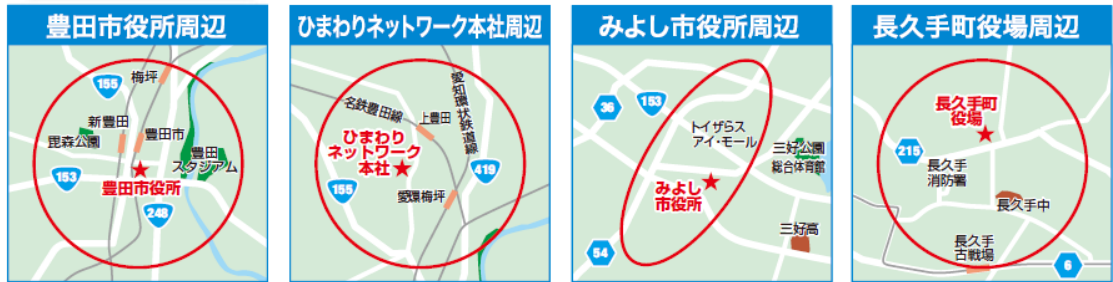 豊田市役所周辺
梅坪
155
新豊田
豊田市
毘森公園
豊田
スタジアム
153
豊田市役所
248
ひまわりネットワーク本社周辺
愛知環状鉄道線
名鉄豊田線
上豊田
ひまわり
ネットワーク
本社
419
155
愛環梅坪
みよし市役所周辺
36
153
トイザらス
アイ・モール
三好公園
総合体育館
みよし
市役所
三好高
54
長久手町役場周辺
長久手町
役場
215
長久手
消防署
長久手中
長久手
古戦場
6